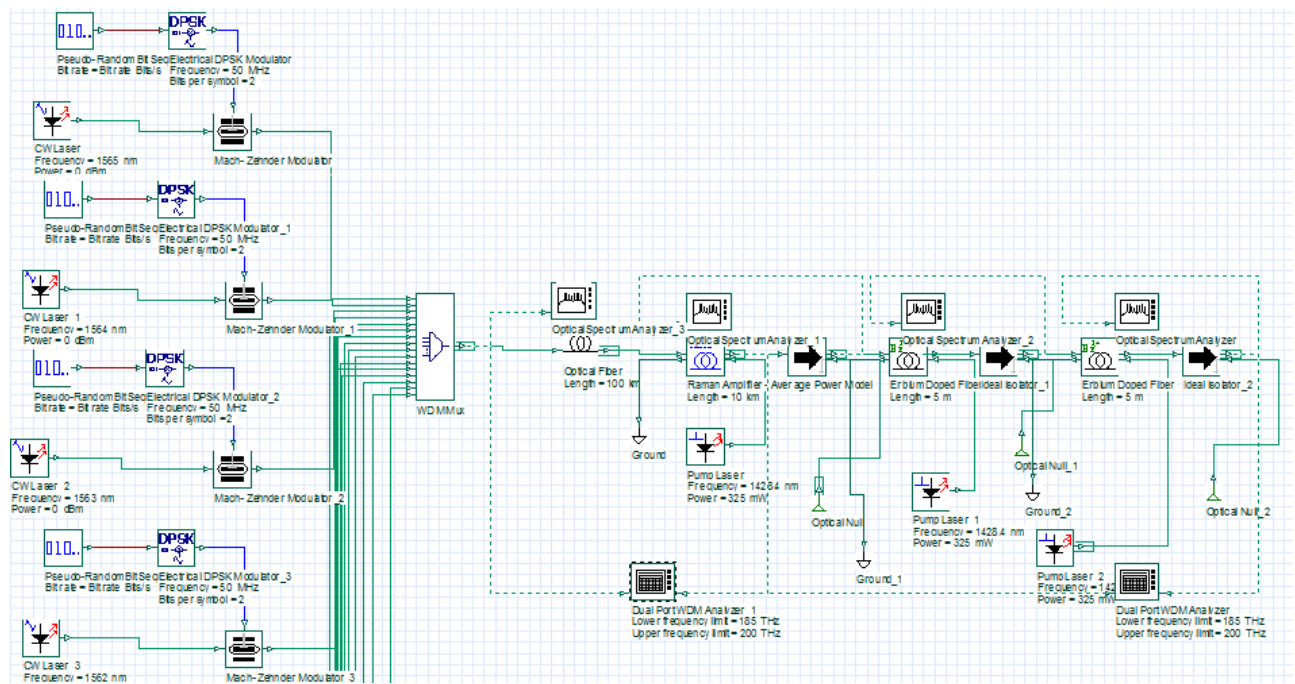 010..
DPSK
Pseudo-Random Bit Seq Electrical DPSK Modulator
Bit rate = Bitrate Bits/s Frequency = 50 MHz
Bits per symbol = 2
CW Laser
Frequency = 1565 nm
Power = 0 dBm
Mach-Zehnder Modulator
010..
DPSK
Pseudo-Random Bit Seq Electrical DPSK Modulator_1
Bit rate = Bitrate Bits/s Frequency = 50 MHz
Bits per symbol = 2
CW Laser_1
Frequency = 1564 nm
Power = 0 dBm
Mach-Zehnder Modulator_1
010..
DPSK
Pseudo-Random Bit Seq Electrical DPSK Modulator_2
Bit rate = Bitrate Bits/s Frequency = 50 MHz
Bits per symbol = 2
CW Laser_2
Frequency = 1563 nm
Power = 0 dBm
Mach-Zehnder Modulator_2
010..
DPSK
Pseudo-Random Bit Seq Electrical DPSK Modulator_3
Bit rate = Bitrate Bits/s Frequency = 50 MHz
Bits per symbol = 2
CW Laser_3
Frequency = 1562 nm
Mach-Zehnder Modulator_3
WDM Mux
Optical Spectrum Analyzer_3
Optical Fiber
Length = 100 km
Optical Spectrum Analyzer_1
Raman Amplifier-Average Power Model
Length = 10 km
Ground
Pump Laser
Frequency = 1428.4 nm
Power = 325 mW
Optical Null
Ground_1
Optical Spectrum Analyzer_2
Erbium Doped Fiber Ideal Isolator_1
Length = 5 m
Pump Laser_1
Frequency = 1428.4 nm
Power = 325 mW
Optical Null_1
Ground_2
Optical Spectrum Analyzer
Erbium Doped Fiber Ideal Isolator_2
Length = 5 m
Optical Null_2
Pump Laser_2
Frequency = 142
Power = 325 mW
Dual Port WDM Analyzer_1
Lower frequency limit = 185 THz
Upper frequency limit = 200 THz
Dual Port WDM Analyzer
Lower frequency limit = 185 THz
Upper frequency limit = 200 THz